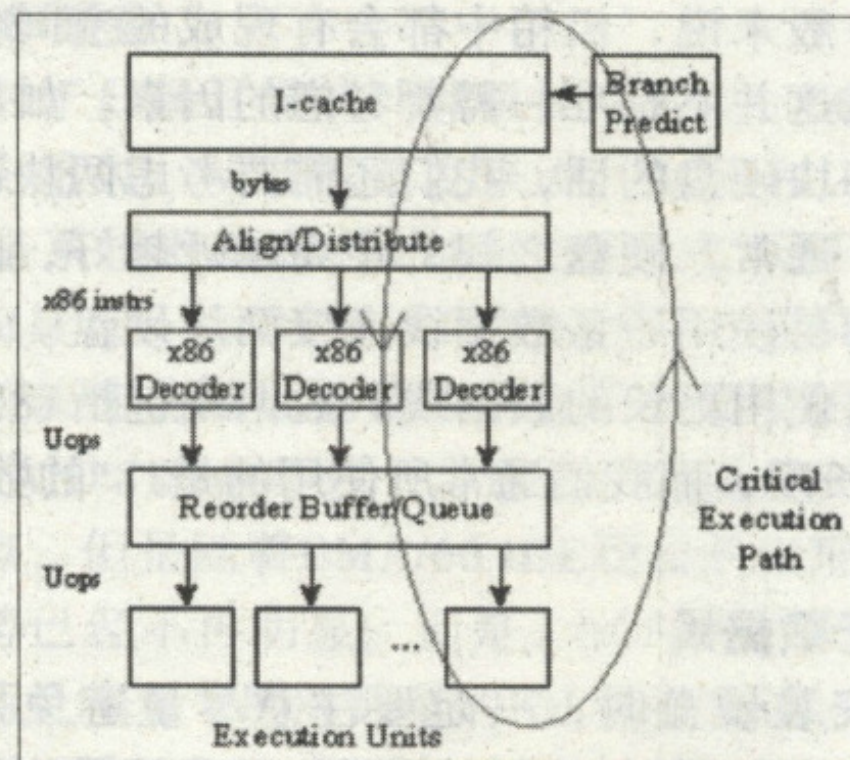 I-cache
Branch
Predict
bytes
Align/Distribute
x86 instrs
x86
Decoder
x86
Decoder
x86
Decoder
Uops
Reorder Buffer/Queue
Uops
...
Critical
Execution
Path
Execution Units